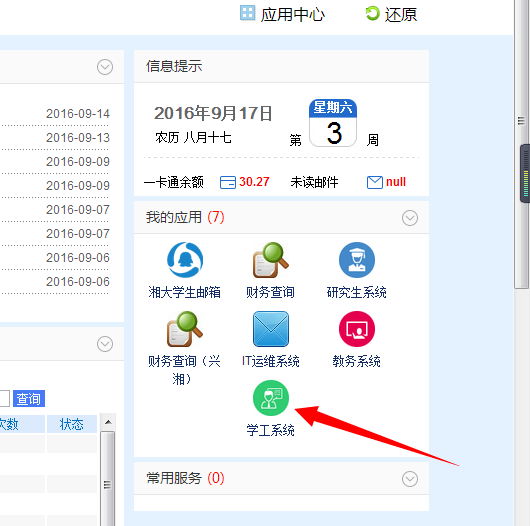 应用中心 还原
信息提示
2016-09-14
2016-09-13
2016-09-09
2016-09-09
2016-09-07
2016-09-07
2016-09-06
2016-09-06
2016年9月17日
农历 八月十七
星期六
第 3 周
一卡通余额 30.27 未读邮件 null
我的应用 (7)
湘大学生邮箱 财务查询 研究生系统
财务查询（兴
湘） IT运维系统 教务系统
学工系统
查询
次数 状态
常用服务 (0)